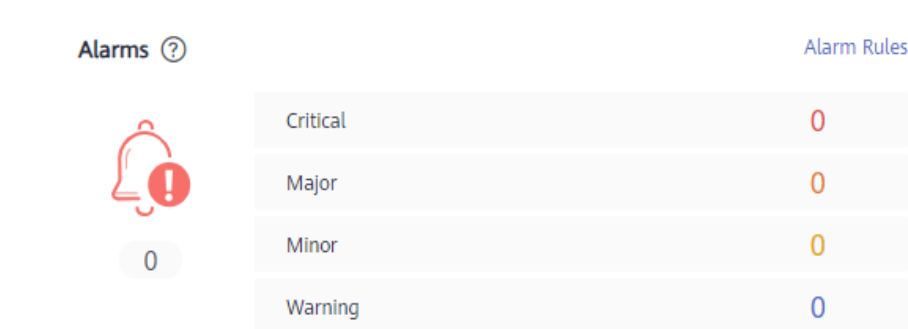 Alarms ?
Alarm Rules
Critical 0
Major 0
Minor 0
Warning 0
0